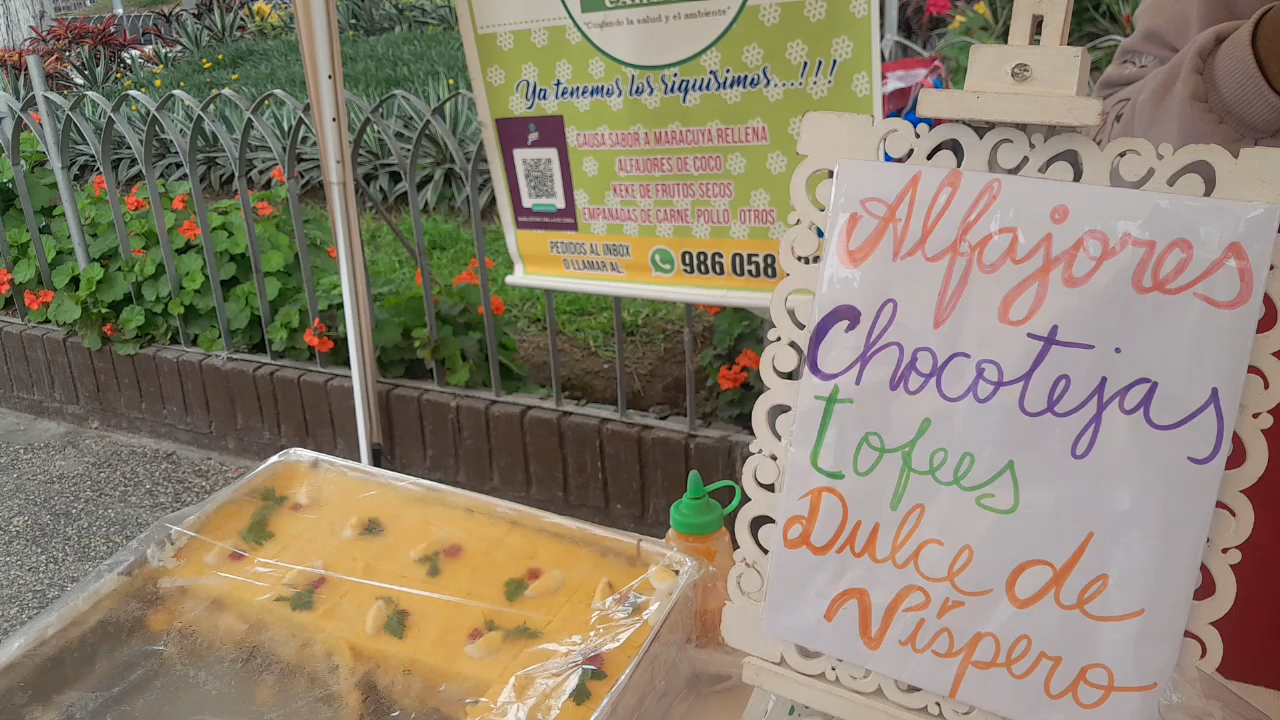 "Cuidando la salud y el ambiente"
Ya tenemos los riquísimos...!!!
CAUSA SABOR A MARACUYA RELLENA
ALFAJORES DE COCO
KEKE DE FRUTOS SECOS
EMPANADAS DE CARNE, POLLO, OTROS
PEDIDOS AL INBOX
O LLAMAR AL:
986 058
Alfajores
Chocotejas
tofees
Dulce de
Níspero